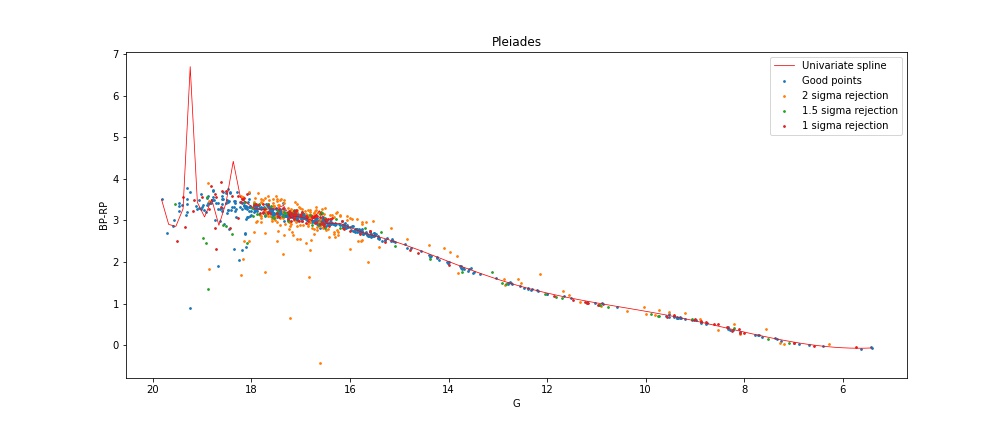 Pleiades
7
6
5
4
3
2
1
0
BP-RP
20
18
16
14
12
10
8
6
G
Univariate spline
Good points
2 sigma rejection
1.5 sigma rejection
1 sigma rejection